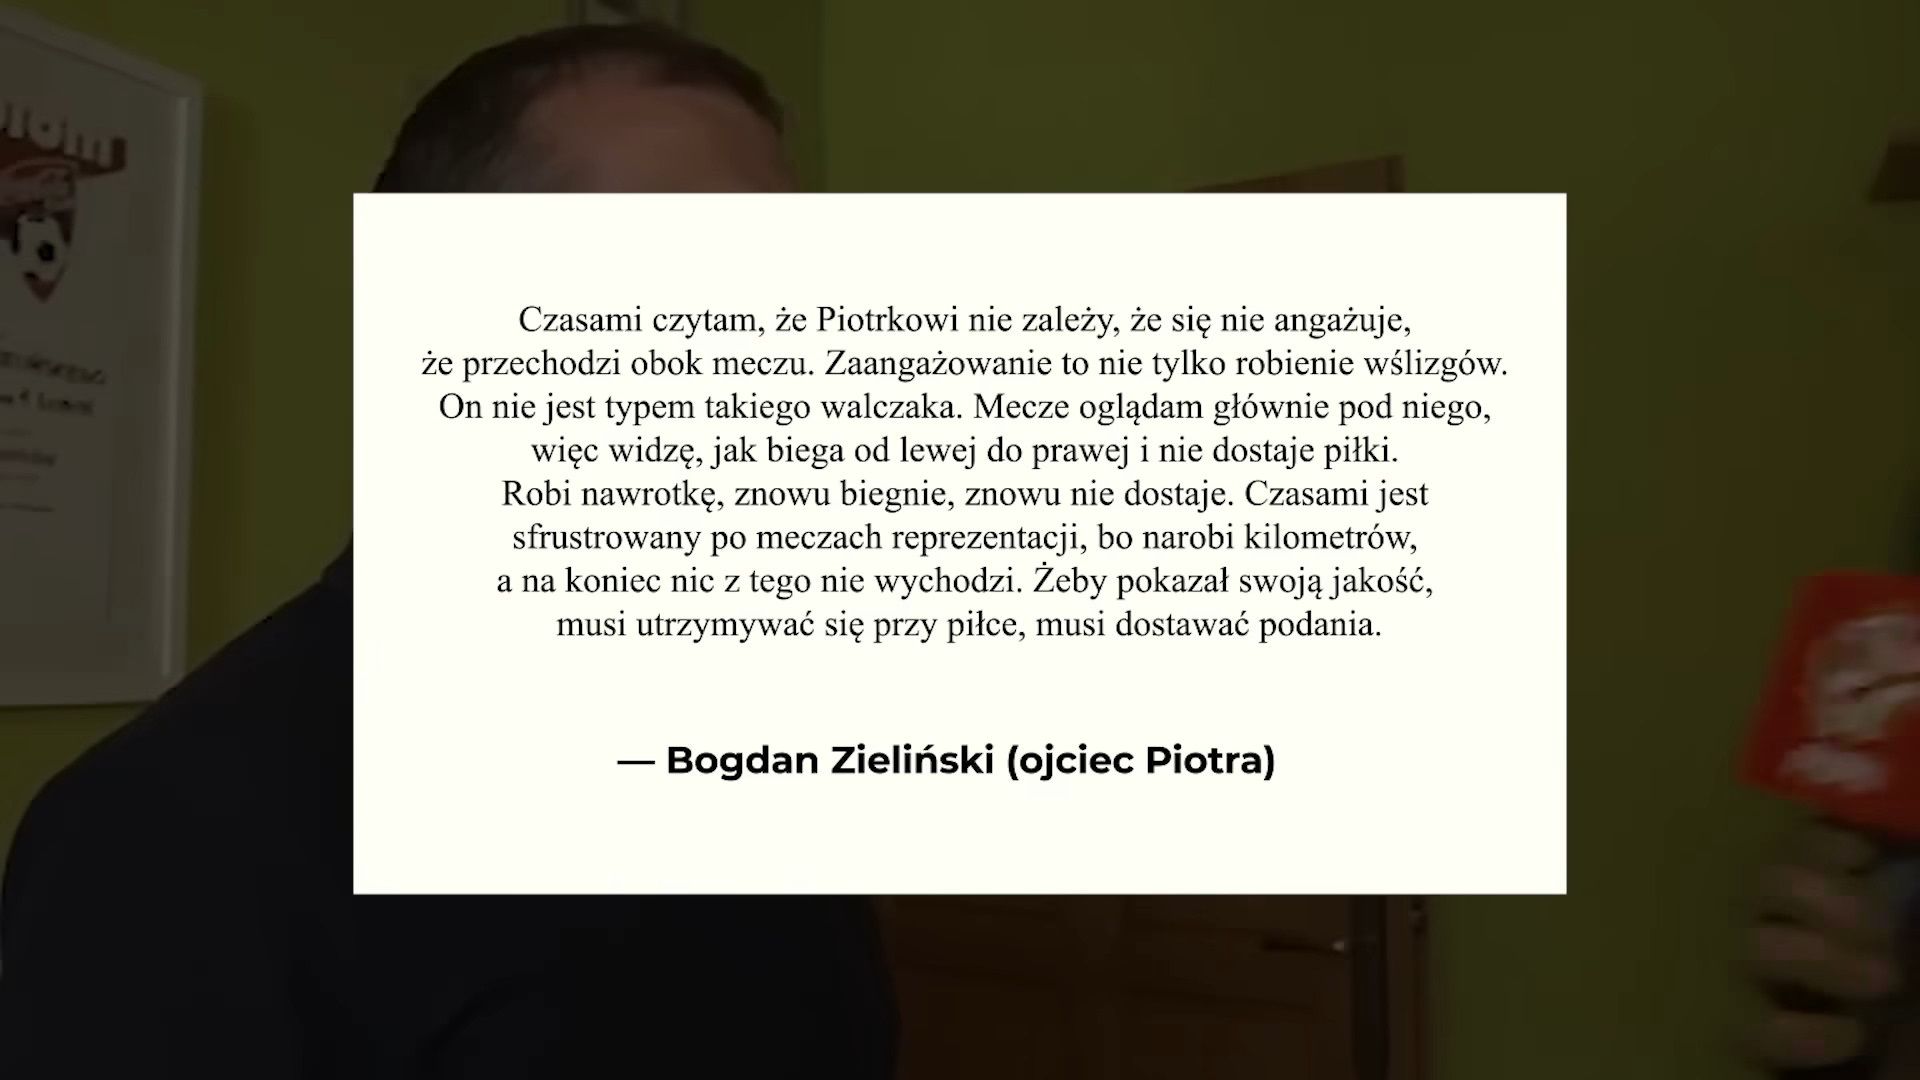 Czasami czytam, że Piotrkowi nie zależy, że się nie angażuje,
że przechodzi obok meczu. Zaangażowanie to nie tylko robienie wślizgów.
On nie jest typem takiego walczaka. Mecze oglądam głównie pod niego,
więc widzę, jak biega od lewej do prawej i nie dostaje piłki.
Robi nawrotkę, znowu biegnie, znowu nie dostaje. Czasami jest
sfrustrowany po meczach reprezentacji, bo narobi kilometrów,
a na koniec nic z tego nie wychodzi. Żeby pokazał swoją jakość,
musi utrzymywać się przy piłce, musi dostawać podania.
— Bogdan Zieliński (ojciec Piotra)